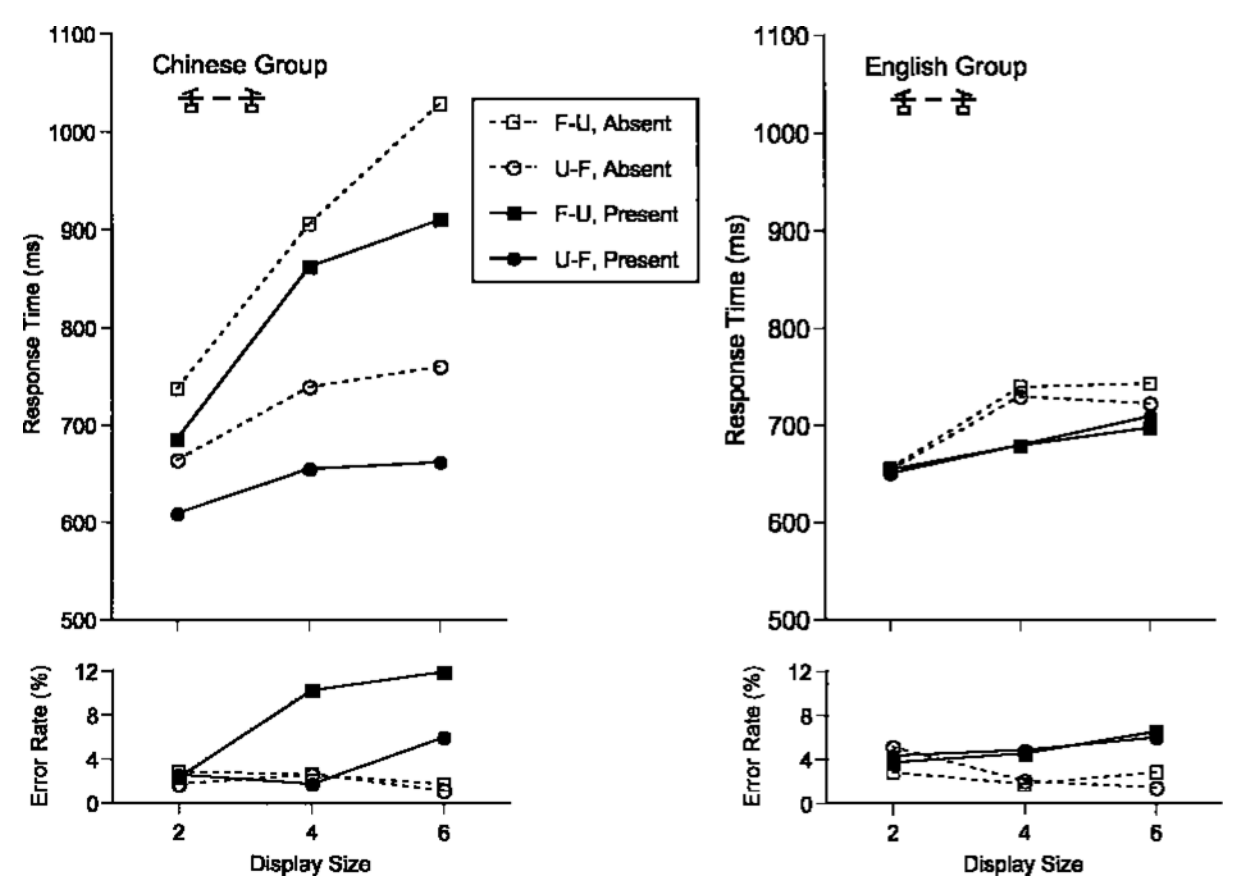 1100
Chinese Group
1000
900
800
700
600
500
Response Time (ms)
F-U, Absent
U-F, Absent
F-U, Present
U-F, Present
12
8
4
0
Error Rate (%)
2 4 6
Display Size
1100
English Group
1000
900
800
700
600
500
Response Time (ms)
12
8
4
0
Error Rate (%)
2 4 6
Display Size